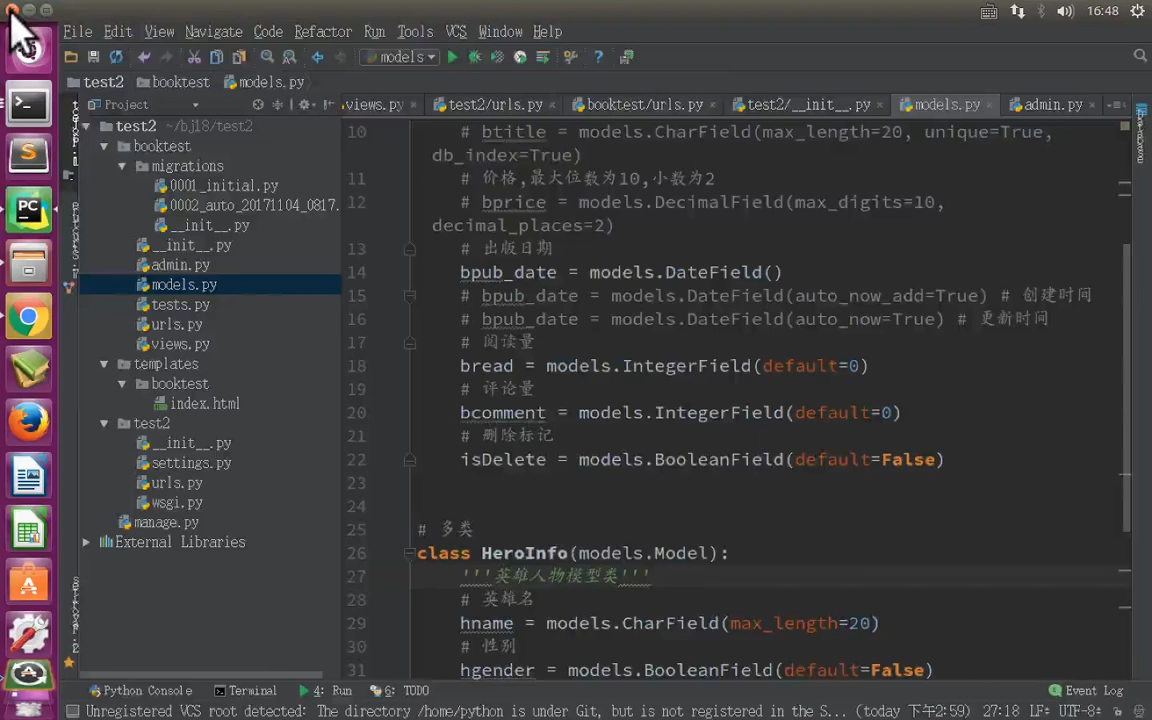 16:48
File Edit View Navigate Code Refactor Run Tools VCS Window Help
models
test2 booktest models.py
Project
views.py test2/urls.py booktest/urls.py test2/__init__.py models.py admin.py
test2 ~/bj18/test2
booktest
migrations
0001_initial.py
0002_auto_20171104_0817.
__init__.py
__init__.py
admin.py
models.py
tests.py
urls.py
views.py
templates
booktest
index.html
test2
__init__.py
settings.py
urls.py
wsgi.py
manage.py
External Libraries
10 # btitle = models.CharField(max_length=20, unique=True,
db_index=True)
11 # 价格,最大位数为10,小数为2
12 # bprice = models.DecimalField(max_digits=10,
decimal_places=2)
13 # 出版日期
14 bpub_date = models.DateField()
15 # bpub_date = models.DateField(auto_now_add=True) # 创建时间
16 # bpub_date = models.DateField(auto_now=True) # 更新时间
17 # 阅读量
18 bread = models.IntegerField(default=0)
19 # 评论量
20 bcomment = models.IntegerField(default=0)
21 # 删除标记
22 isDelete = models.BooleanField(default=False)
23
24
25 # 多类
26 class HeroInfo(models.Model):
27 '''英雄人物模型类'''
28 # 英雄名
29 hname = models.CharField(max_length=20)
30 # 性别
31 hgender = models.BooleanField(default=False)
Database
Python Console Terminal 4: Run 6: TODO Event Log
Unregistered VCS root detected: The directory /home/python is under Git, but is not registered in the S... (today 下午2:59) 27:18 LF÷ UTF-8÷